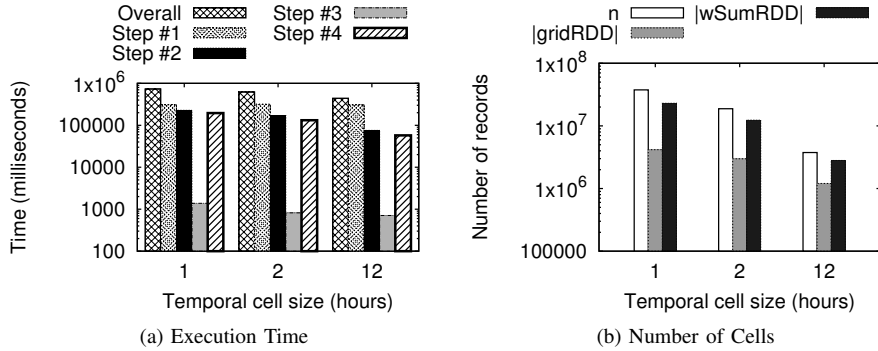 Overall
Step #1
Step #2
Step #3
Step #4
1x10^6
100000
10000
1000
100
Time (milliseconds)
1 2 12
Temporal cell size (hours)
(a) Execution Time
n
|gridRDD|
|wSumRDD|
1x10^8
1x10^7
1x10^6
100000
Number of records
1 2 12
Temporal cell size (hours)
(b) Number of Cells